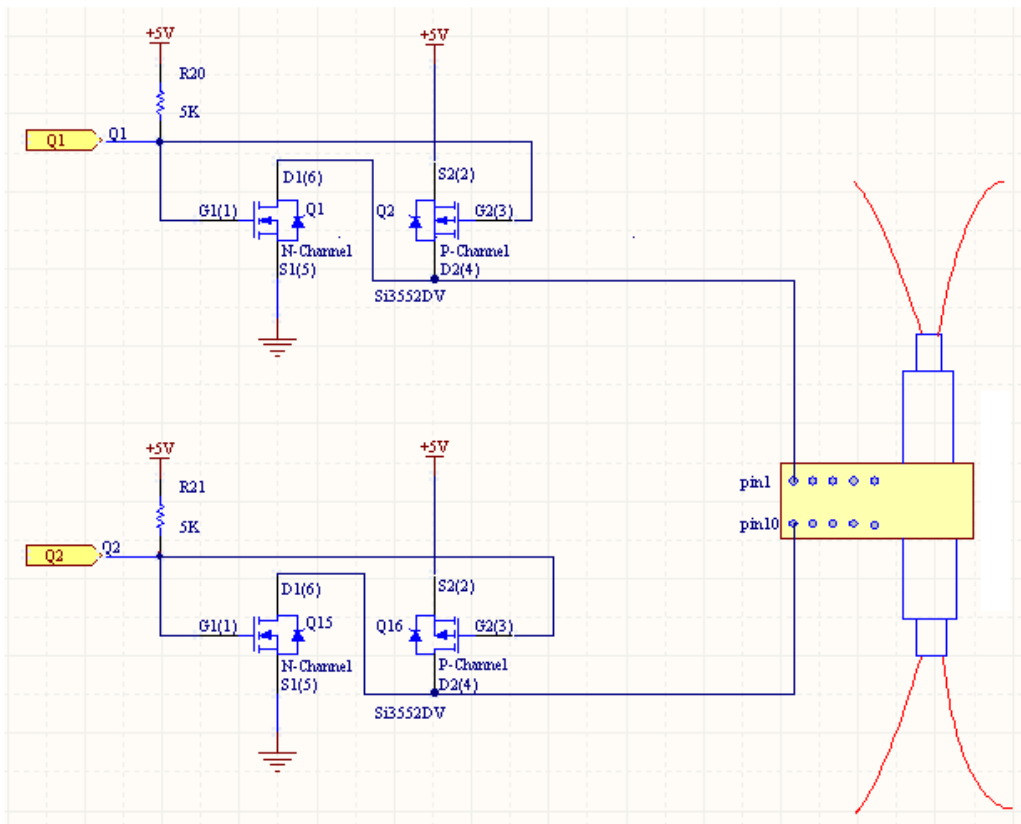 +5V
+5V
R20
5K
Q1
Q1
D1(6)
S2(2)
G1(1)
Q1
Q2
G2(3)
N-Channel
P-Channel
S1(5)
D2(4)
Si3552DV
+5V
+5V
pin1
R21
pin10
5K
Q2
Q2
D1(6)
S2(2)
G1(1)
Q15
Q16
G2(3)
N-Channel
P-Channel
S1(5)
D2(4)
Si3552DV